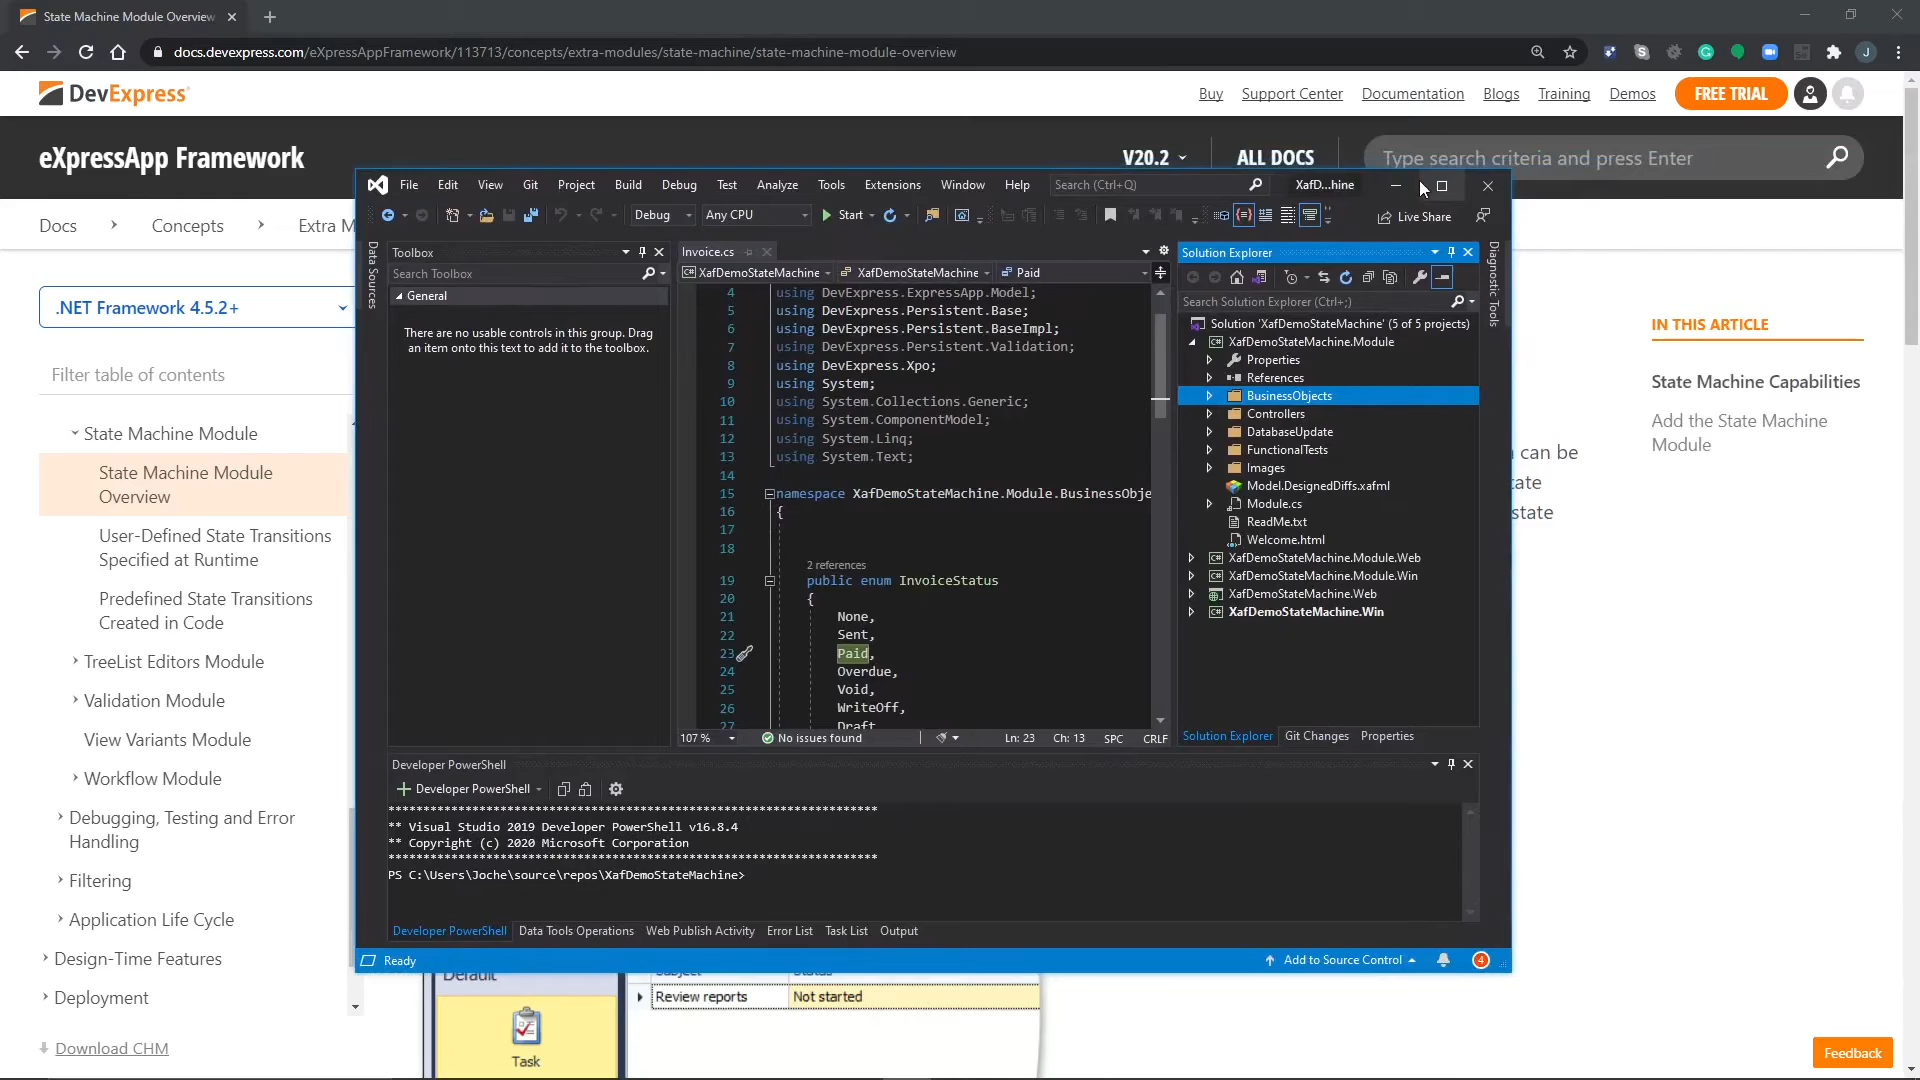 State Machine Module Overview
docs.devexpress.com/eXpressAppFramework/113713/concepts/extra-modules/state-machine/state-machine-module-overview
J
DevExpress
Buy
Support Center
Documentation
Blogs
Training
Demos
FREE TRIAL
eXpressApp Framework
V20.2
ALL DOCS
Type search criteria and press Enter
Docs
Concepts
Extra M
.NET Framework 4.5.2+
Filter table of contents
State Machine Module
State Machine Module
Overview
User-Defined State Transitions
Specified at Runtime
Predefined State Transitions
Created in Code
TreeList Editors Module
Validation Module
View Variants Module
Workflow Module
Debugging, Testing and Error
Handling
Filtering
Application Life Cycle
Design-Time Features
Deployment
Download CHM
File Edit View Git Project Build Debug Test Analyze Tools Extensions Window Help
Search (Ctrl+Q)
XafD...hine
Debug
Any CPU
Start
Live Share
Data Sources
Toolbox
Search Toolbox
General
There are no usable controls in this group. Drag
an item onto this text to add it to the toolbox.
Invoice.cs
XafDemoStateMachine
XafDemoStateMachine
Paid
4 using DevExpress.ExpressApp.Model;
5 using DevExpress.Persistent.Base;
6 using DevExpress.Persistent.BaseImpl;
7 using DevExpress.Persistent.Validation;
8 using DevExpress.Xpo;
9 using System;
10 using System.Collections.Generic;
11 using System.ComponentModel;
12 using System.Linq;
13 using System.Text;
14
15 namespace XafDemoStateMachine.Module.BusinessObje
16 {
17
18
2 references
19 public enum InvoiceStatus
20 {
21 None,
22 Sent,
23 Paid,
24 Overdue,
25 Void,
26 WriteOff,
27 Draft
107 %
No issues found
Ln: 23
Ch: 13
SPC
CRLF
Solution Explorer
Search Solution Explorer (Ctrl+;)
Solution 'XafDemoStateMachine' (5 of 5 projects)
XafDemoStateMachine.Module
Properties
References
BusinessObjects
Controllers
DatabaseUpdate
FunctionalTests
Images
Model.DesignedDiffs.xafml
Module.cs
ReadMe.txt
Welcome.html
XafDemoStateMachine.Module.Web
XafDemoStateMachine.Module.Win
XafDemoStateMachine.Web
XafDemoStateMachine.Win
Solution Explorer
Git Changes
Properties
Diagnostic Tools
Developer PowerShell
Developer PowerShell
**********************************************************************
** Visual Studio 2019 Developer PowerShell v16.8.4
** Copyright (c) 2020 Microsoft Corporation
**********************************************************************
PS C:\Users\Joche\source\repos\XafDemoStateMachine>
Developer PowerShell
Data Tools Operations
Web Publish Activity
Error List
Task List
Output
Ready
Add to Source Control
4
IN THIS ARTICLE
State Machine Capabilities
Add the State Machine
Module
can be
tate
state
Default
Review reports
Not started
Task
Feedback